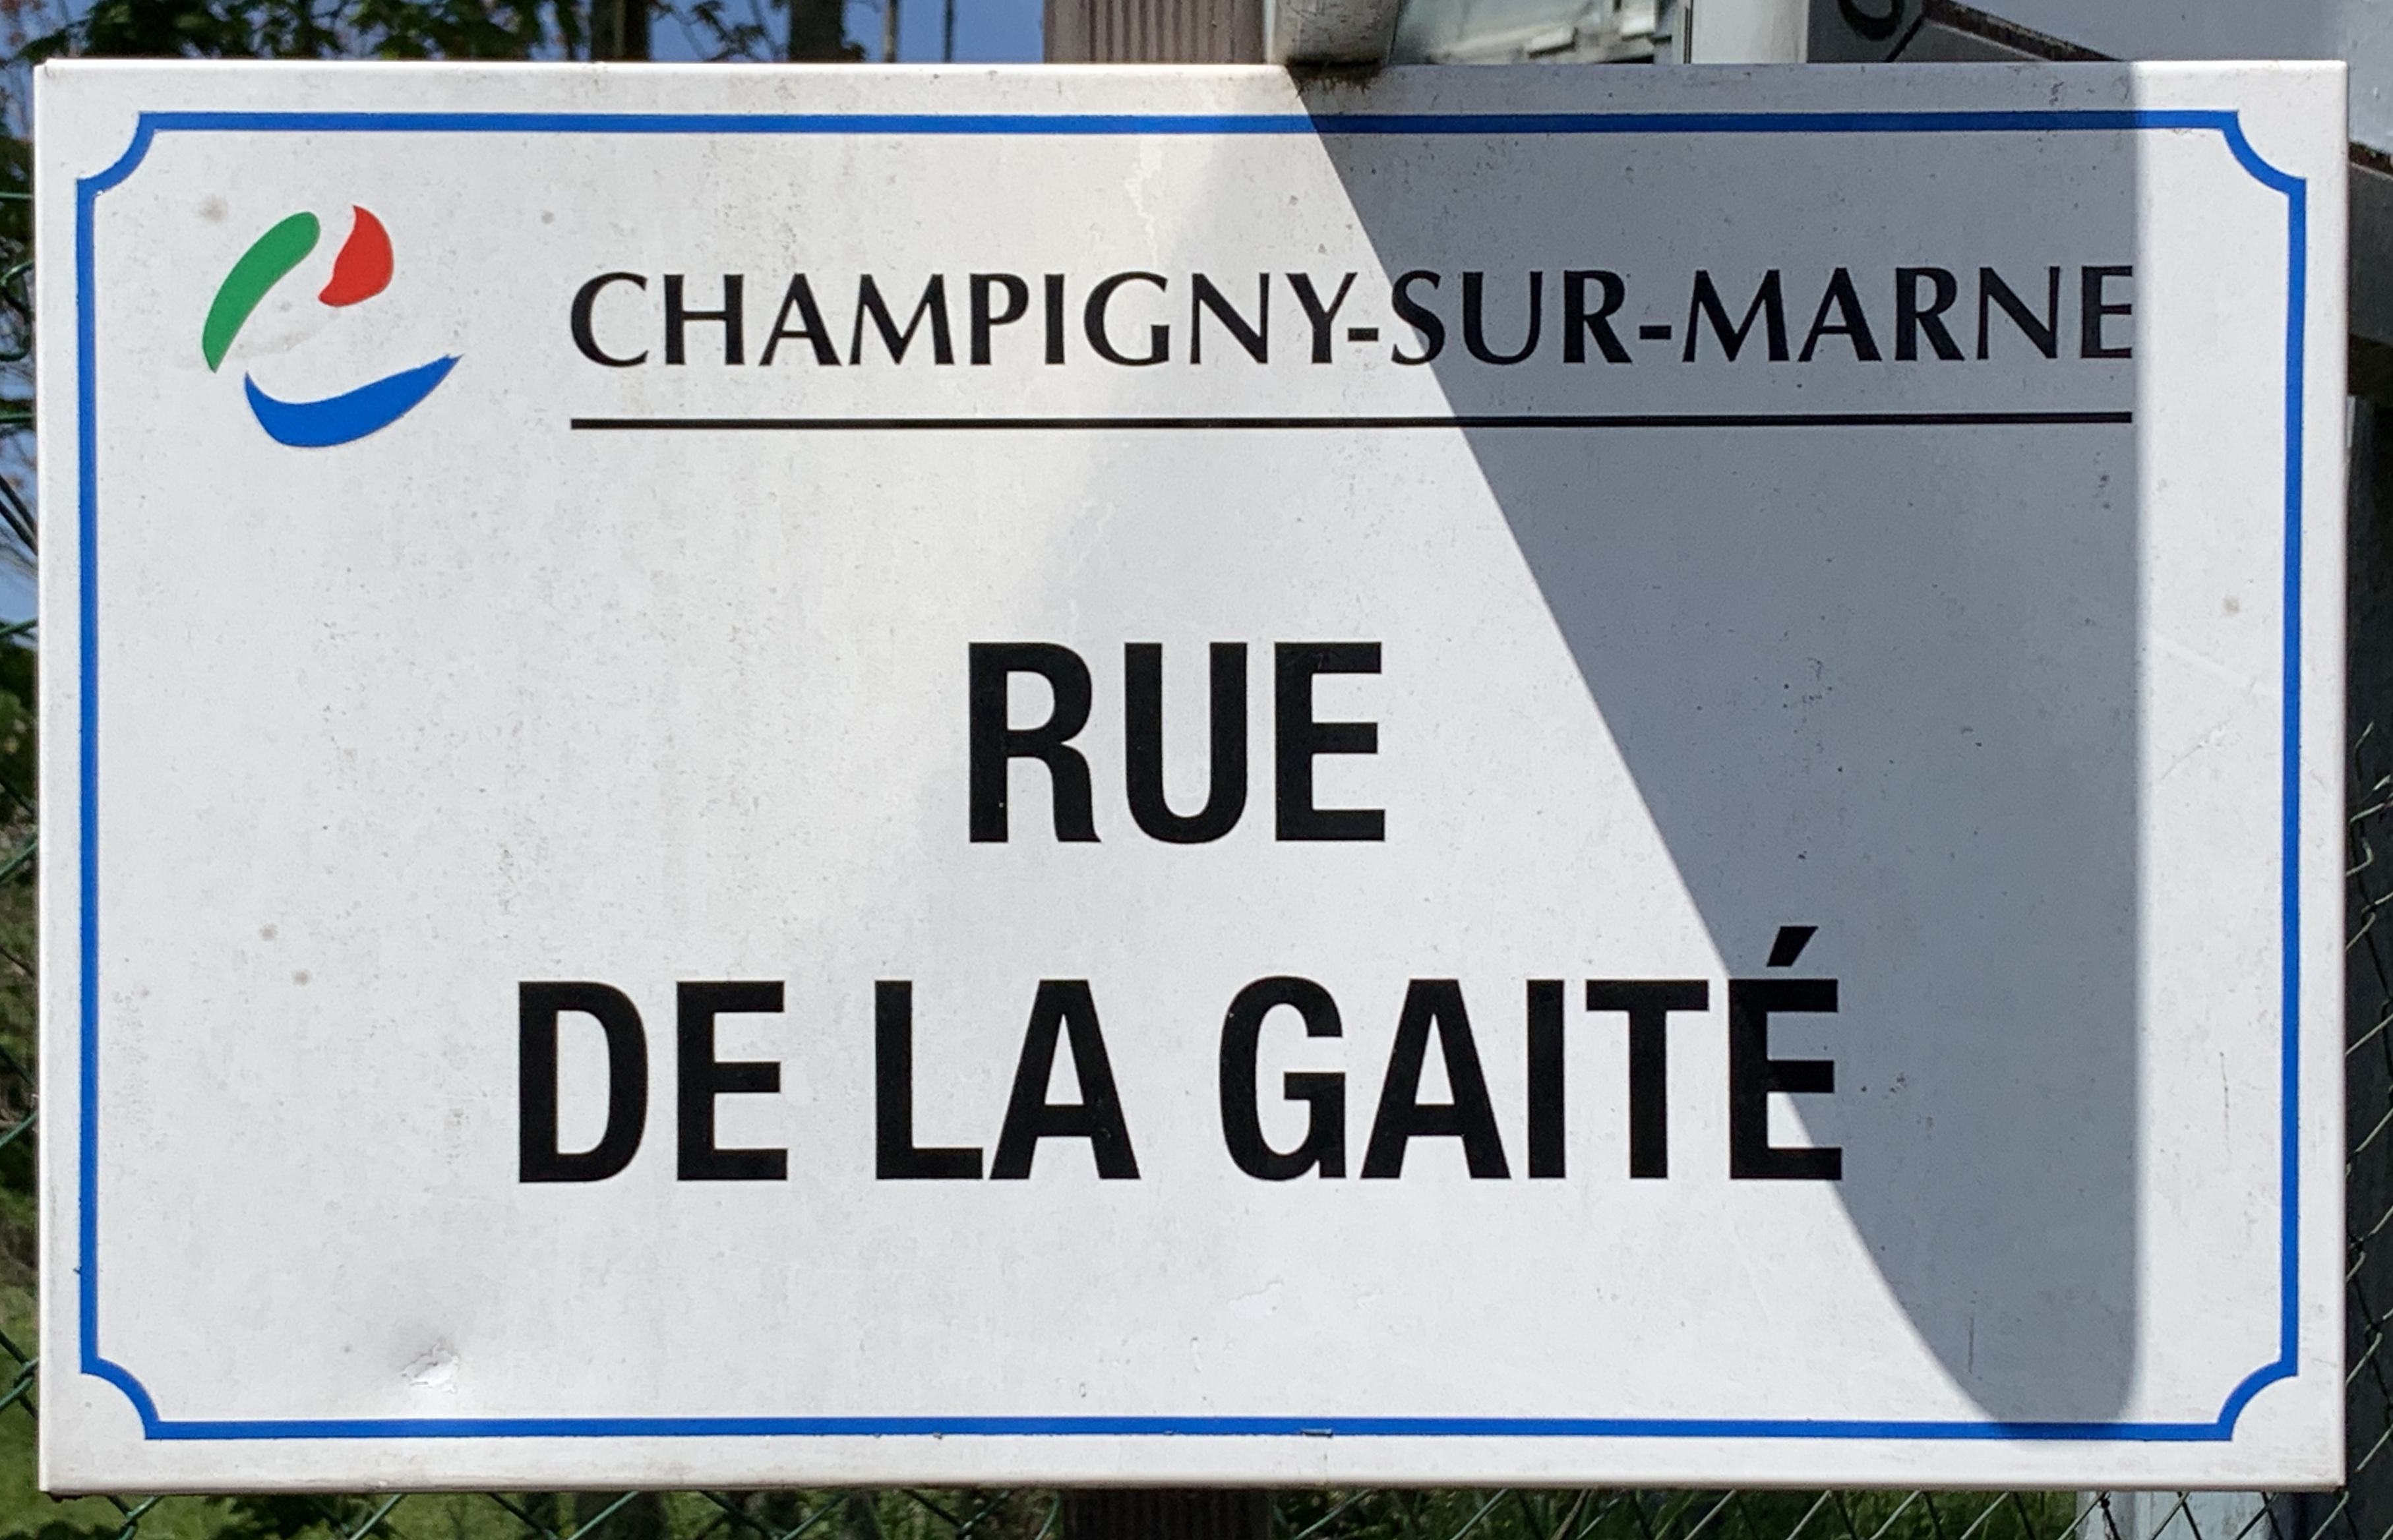 CHAMPIGNY-SUR-MARNE
RUE
DE LA GAITÉ